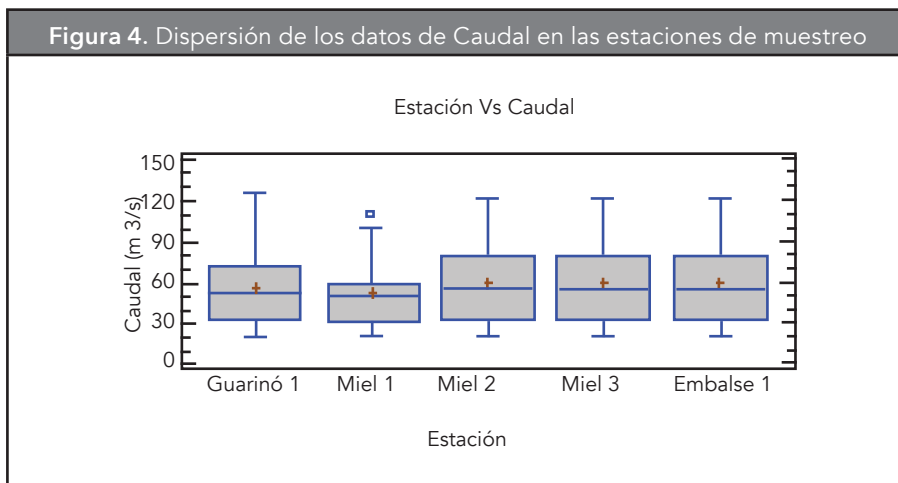 Figura 4. Dispersión de los datos de Caudal en las estaciones de muestreo
Estación Vs Caudal
Caudal (m 3/s)
150
120
90
60
30
0
Guarinó 1 Miel 1 Miel 2 Miel 3 Embalse 1
Estación